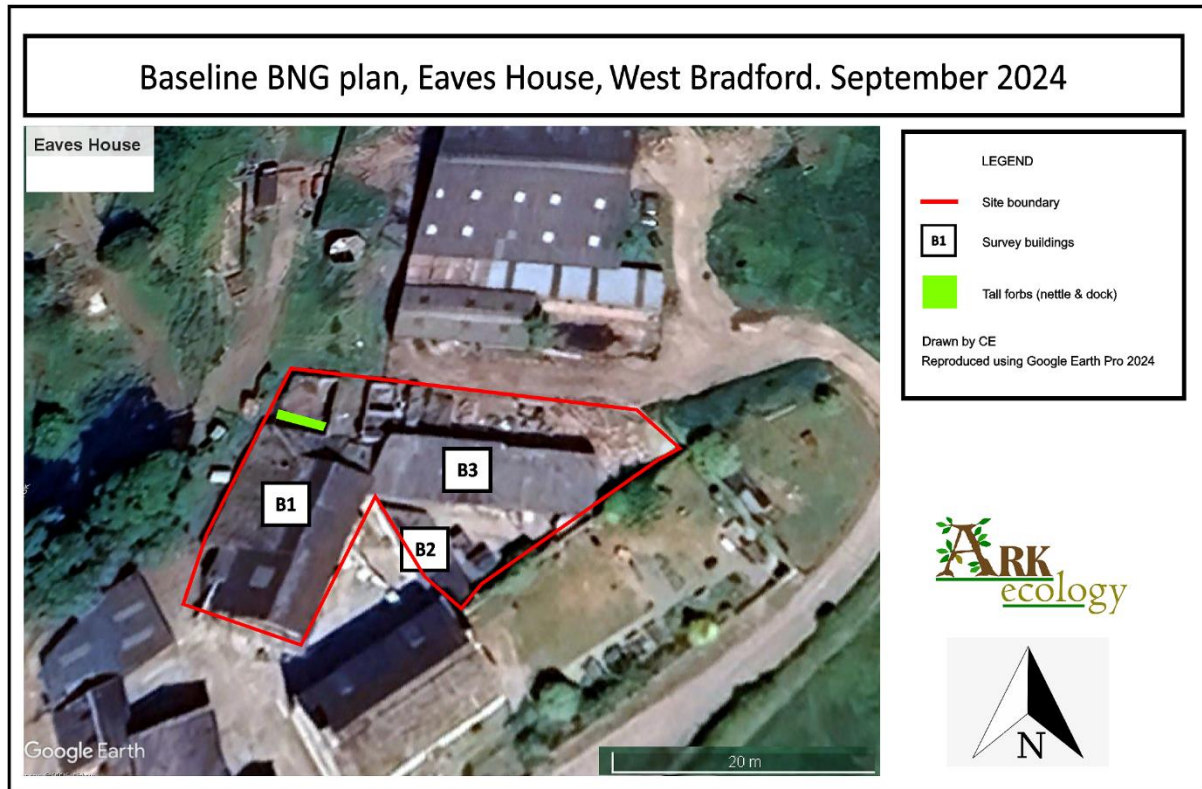 Baseline BNG plan, Eaves House, West Bradford. September 2024
Eaves House
LEGEND
Site boundary
B1
Survey buildings
Tall forbs (nettle & dock)
Drawn by CE
Reproduced using Google Earth Pro 2024
B3
B1
B2
ARK
ecology
N
Google Earth
20 m